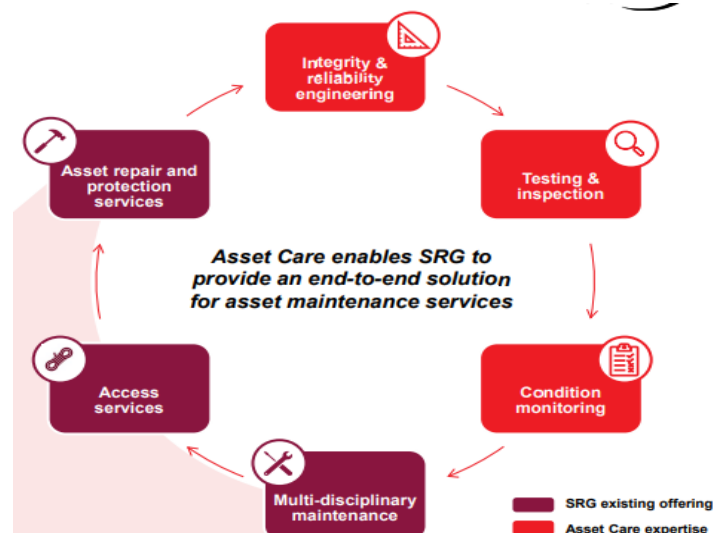 Integrity &
reliability
engineering
Testing &
inspection
Condition
monitoring
Multi-disciplinary
maintenance
Access
services
Asset repair and
protection
services
Asset Care enables SRG to
provide an end-to-end solution
for asset maintenance services
SRG existing offering
Asset Care expertise